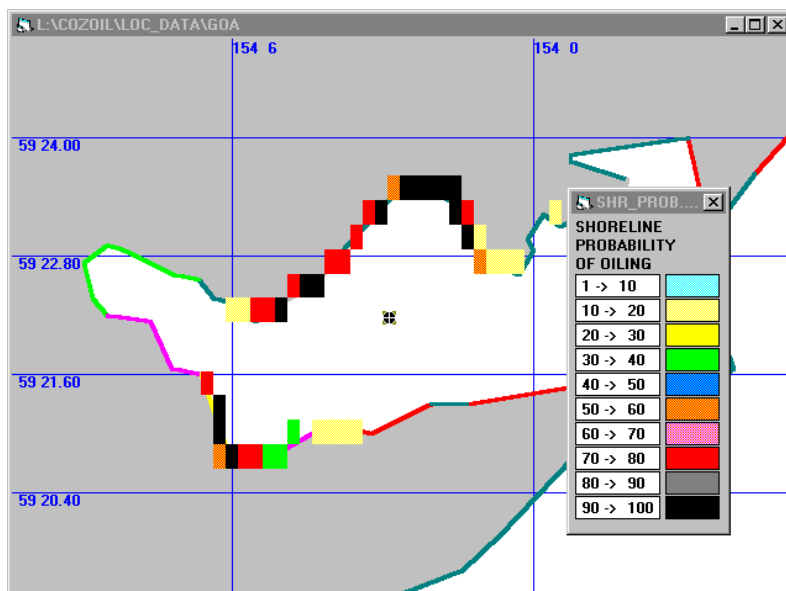 L:\COZOIL\LOC_DATA\GOA
154 6
154 0
59 24.00
59 22.80
59 21.60
59 20.40
SHR_PROB....
SHORELINE
PROBABILITY
OF OILING
1 -> 10
10 -> 20
20 -> 30
30 -> 40
40 -> 50
50 -> 60
60 -> 70
70 -> 80
80 -> 90
90 -> 100